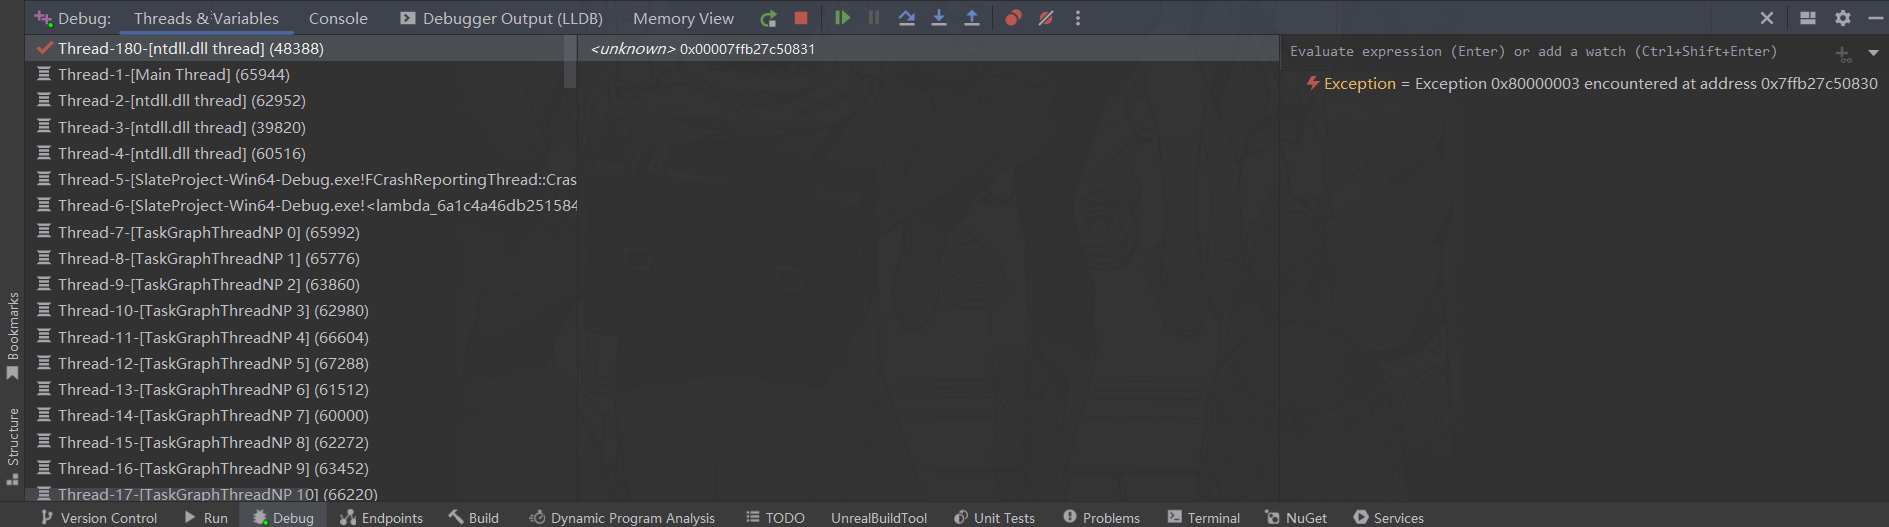 Debug: Threads & Variables Console Debugger Output (LLDB) Memory View
Thread-180-[ntdll.dll thread] (48388)
Thread-1-[Main Thread] (65944)
Thread-2-[ntdll.dll thread] (62952)
Thread-3-[ntdll.dll thread] (39820)
Thread-4-[ntdll.dll thread] (60516)
Thread-5-[SlateProject-Win64-Debug.exe!FCrashReportingThread::Cras
Thread-6-[SlateProject-Win64-Debug.exe!<lambda_6a1c4a46db251584
Thread-7-[TaskGraphThreadNP 0] (65992)
Thread-8-[TaskGraphThreadNP 1] (65776)
Thread-9-[TaskGraphThreadNP 2] (63860)
Thread-10-[TaskGraphThreadNP 3] (62980)
Thread-11-[TaskGraphThreadNP 4] (66604)
Thread-12-[TaskGraphThreadNP 5] (67288)
Thread-13-[TaskGraphThreadNP 6] (61512)
Thread-14-[TaskGraphThreadNP 7] (60000)
Thread-15-[TaskGraphThreadNP 8] (62272)
Thread-16-[TaskGraphThreadNP 9] (63452)
Thread-17-[TaskGraphThreadNP 10] (66220)
<unknown> 0x00007ffb27c50831
Evaluate expression (Enter) or add a watch (Ctrl+Shift+Enter)
Exception = Exception 0x80000003 encountered at address 0x7ffb27c50830
Bookmarks
Structure
Version Control Run Debug Endpoints Build Dynamic Program Analysis TODO UnrealBuildTool Unit Tests Problems Terminal NuGet Services